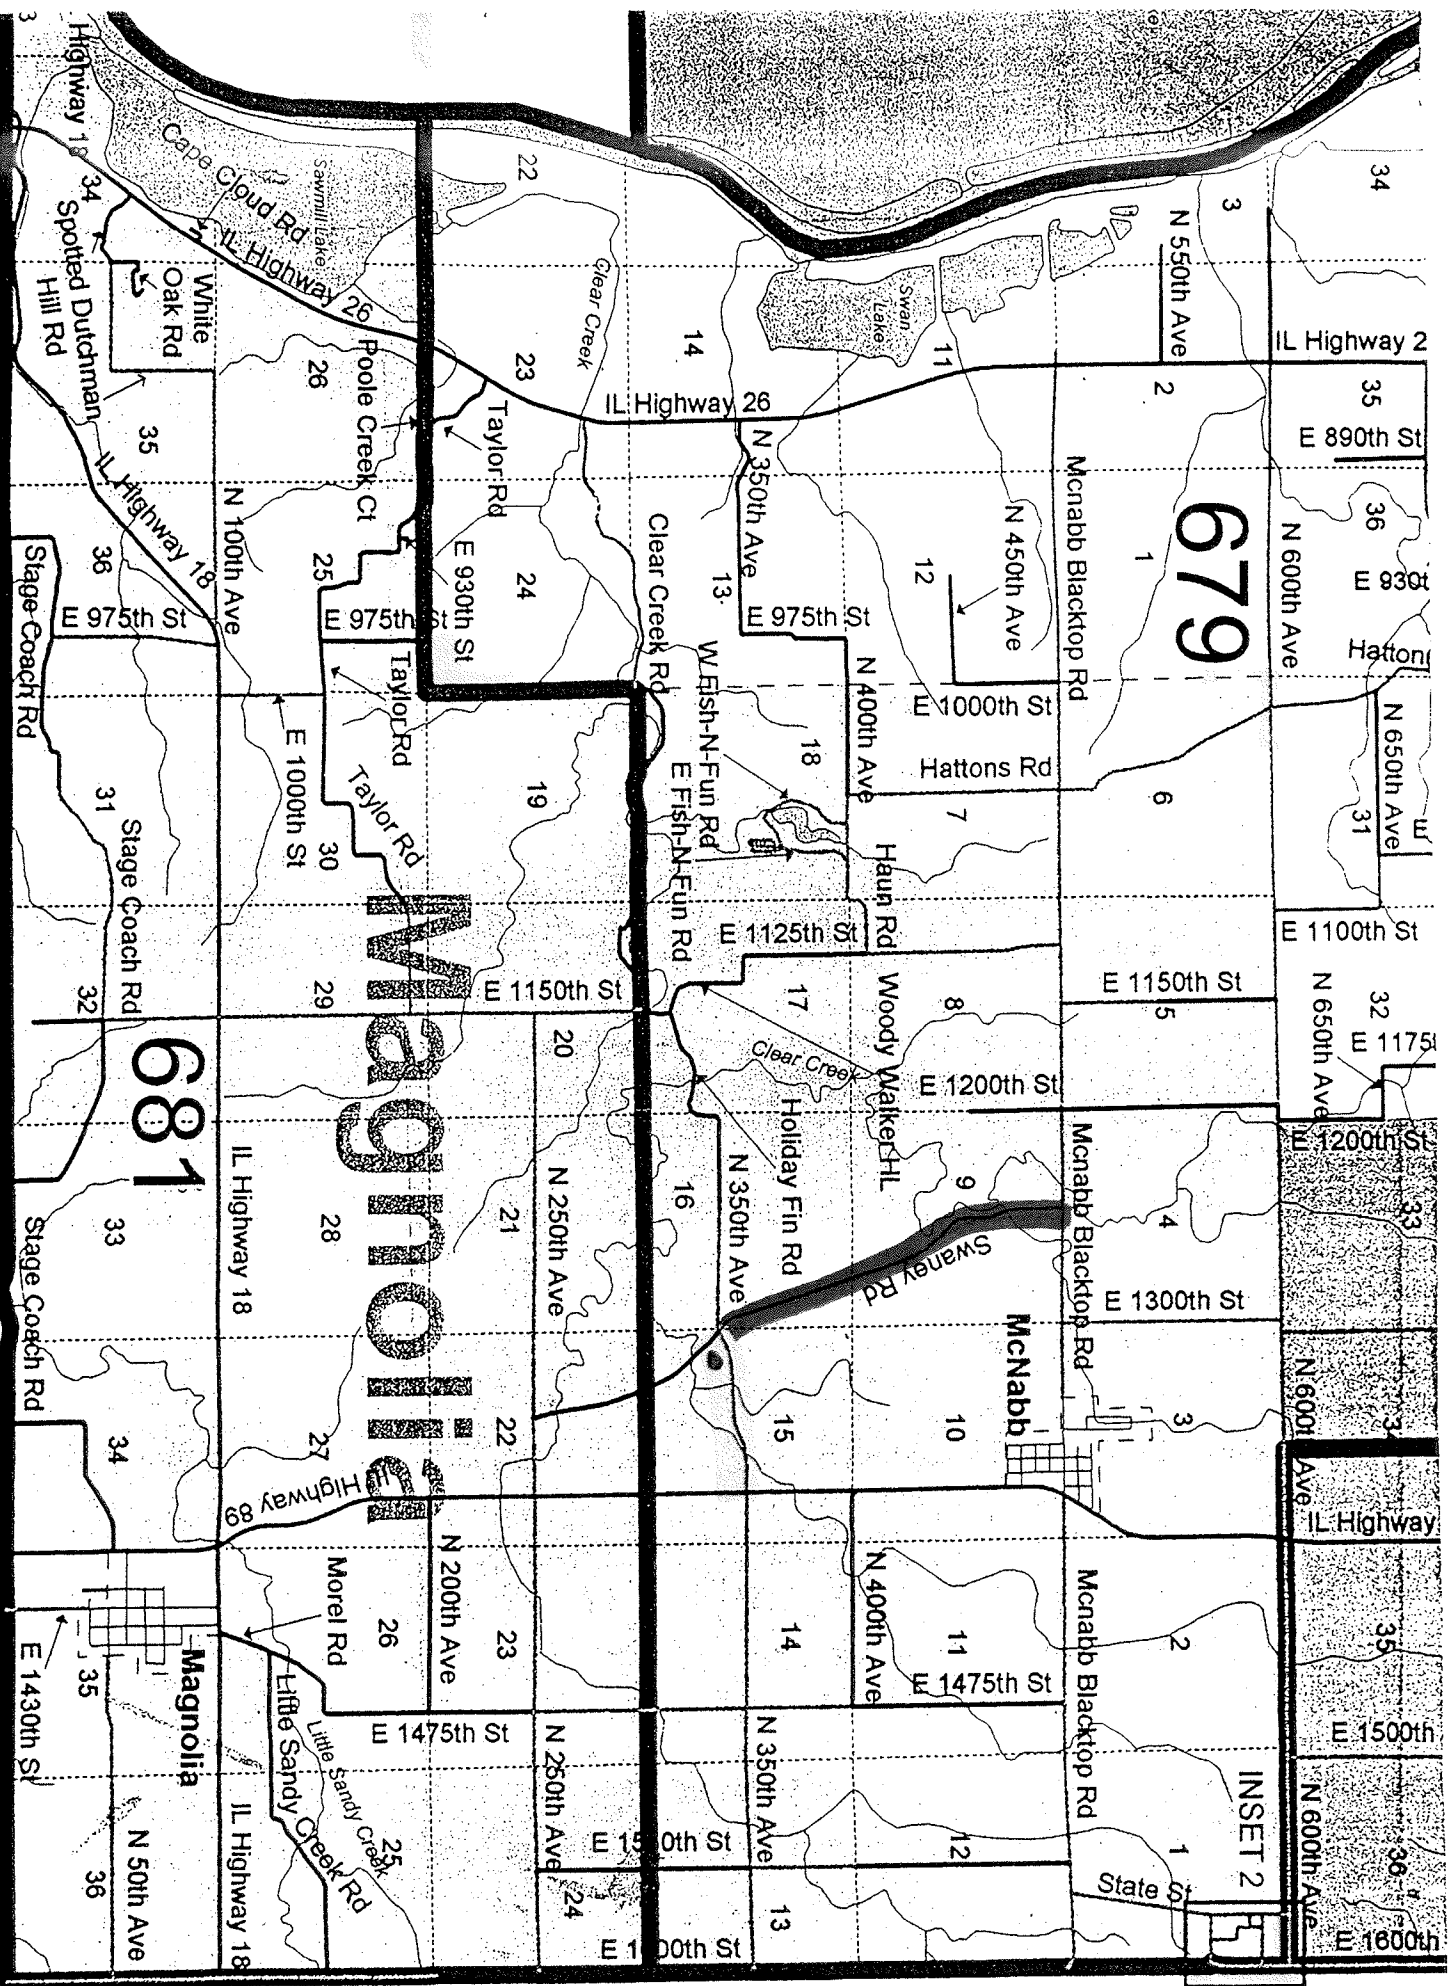 34
3
N 550th Ave
IL Highway 2
35
E 890th St
2
11
Swan
Lake
14
22
Clear Creek
23
IL Highway 26
N 350th Ave
Taylor Rd
Sawmill Lake
Cape Cloud Rd
IL Highway 26
Highway 18
34
Spotted Dutchman
Hill Rd
White
Oak Rd
26
Poole Creek Ct
35
IL Highway 18
N 100th Ave
36
E 975th St
Stage Coach Rd
25
E 975th St
E 930th St
24
Clear Creek Rd
13
E 975th St
12
N 450th Ave
Mcnabb Blacktop Rd
1
679
N 600th Ave
36
E 930t
Hatton
N 650th Ave
31
E 1000th St
N 400th Ave
Hattons Rd
W Fish-N-Fun Rd
E Fish-N-Fun Rd
18
7
6
Taylor Rd
E 1000th St
Taylor Rd
30
19
31
Stage Coach Rd
32
29
Magnolia
E 1150th St
20
E 1125th St
Haun Rd
17
Woody Walker HL
8
E 1150th St
5
E 1100th St
N 650th Ave
32
E 1175
E 1200th St
Clear Creek
E 1200th St
Holiday Fin Rd
N 350th Ave
16
9
Swaney Rd
Mcnabb Blacktop Rd
4
33
E 1300th St
681
IL Highway 18
28
21
N 250th Ave
33
Stage Coach Rd
34
27
IL Highway 89
22
15
10
McNabb
3
N 600th Ave
34
IL Highway
Morel Rd
N 200th Ave
26
23
14
N 400th Ave
11
E 1475th St
Mcnabb Blacktop Rd
2
35
E 1500th
Magnolia
35
E 1430th St
Little Sandy Creek Rd
Little Sandy Creek
E 1475th St
N 250th Ave
N 350th Ave
INSET 2
N 600th Ave
36
N 50th Ave
36
IL Highway 18
25
24
13
12
1
State St
E 1600th